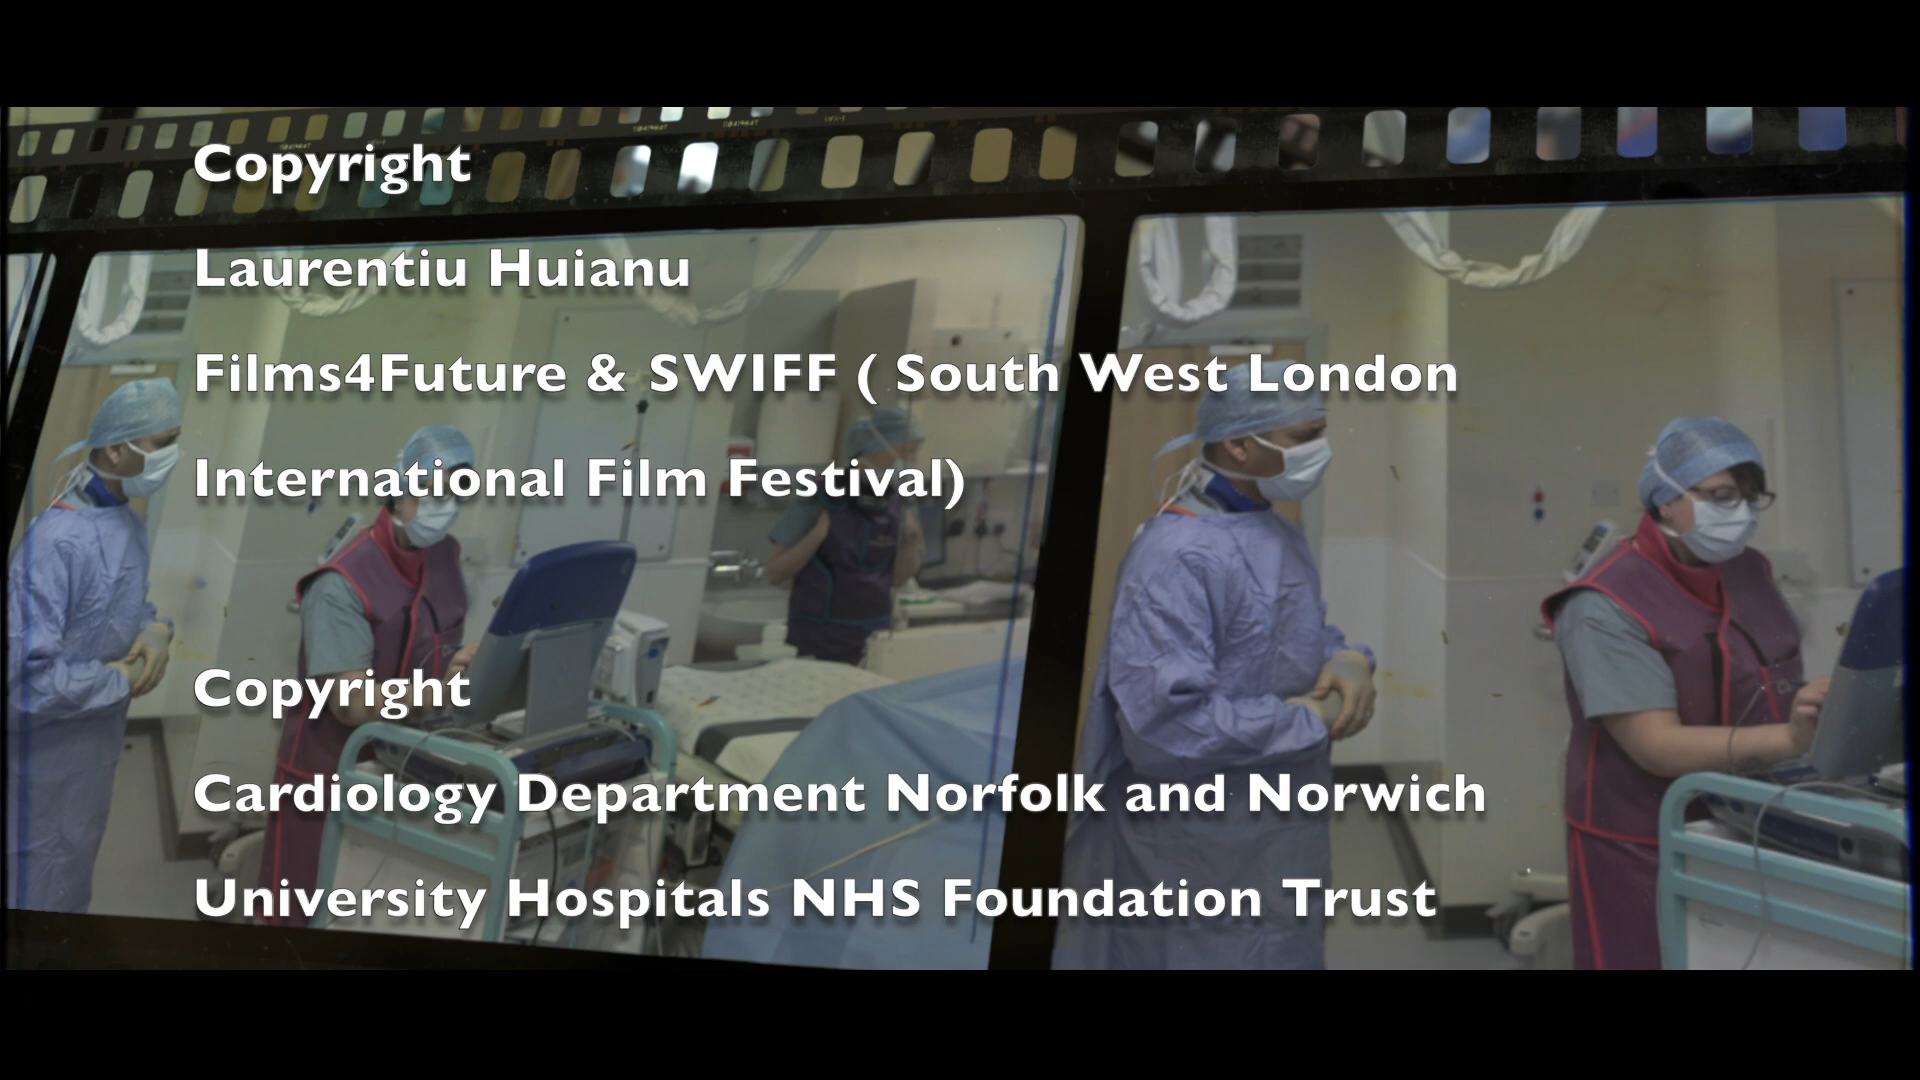 Copyright
Laurentiu Huianu
Films4Future & SWIFF ( South West London
International Film Festival)
Copyright
Cardiology Department Norfolk and Norwich
University Hospitals NHS Foundation Trust